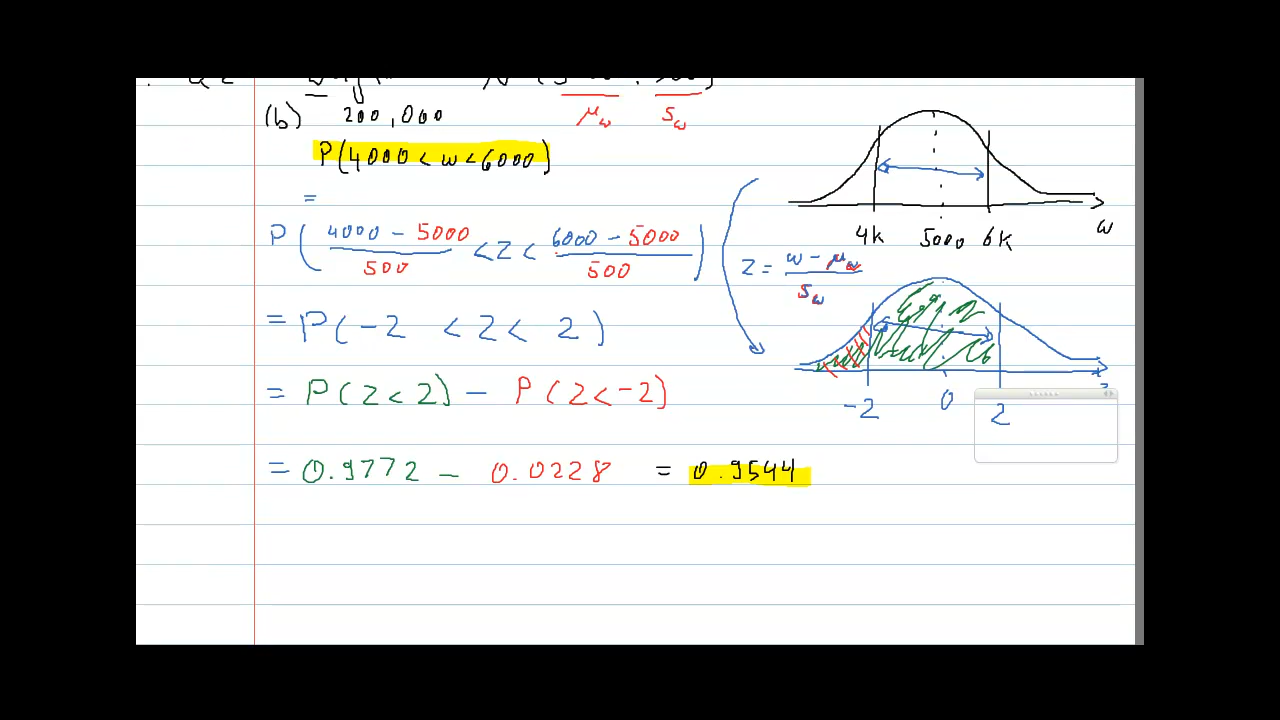 (b) 200,000 μw Sw
P(4000 < w < 6000)
=
P( (4000 - 5000)/500 < Z < (6000 - 5000)/500 )
= P(-2 < Z < 2)
= P(Z < 2) - P(Z < -2)
= 0.9772 - 0.0228 = 0.9544
4k 5000 6k w
Z = (w - μw)/Sw
-2 0 2